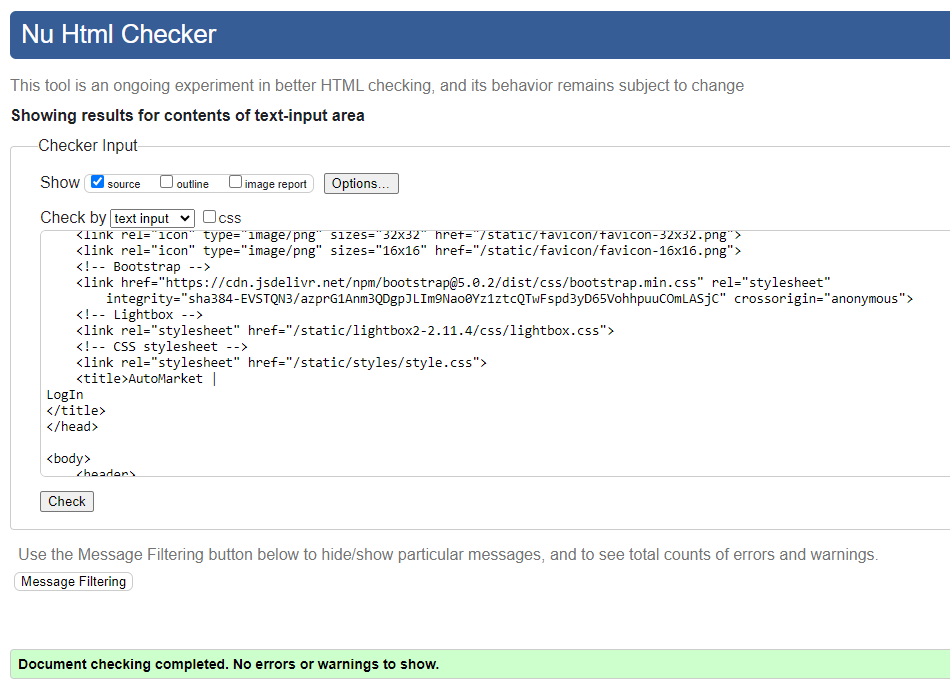 Nu Html Checker
This tool is an ongoing experiment in better HTML checking, and its behavior remains subject to change
Showing results for contents of text-input area
Checker Input
Show source outline image report Options...
Check by text input css
<link rel="icon" type="image/png" sizes="32x32" href="/static/favicon/favicon-32x32.png">
<link rel="icon" type="image/png" sizes="16x16" href="/static/favicon/favicon-16x16.png">
<!-- Bootstrap -->
<link href="https://cdn.jsdelivr.net/npm/bootstrap@5.0.2/dist/css/bootstrap.min.css" rel="stylesheet"
integrity="sha384-EVSTQN3/azprG1Anm3QDgpJLIm9Nao0Yz1ztcQTwFspd3yD65VohhpuuCOmLASjC" crossorigin="anonymous">
<!-- Lightbox -->
<link rel="stylesheet" href="/static/lightbox2-2.11.4/css/lightbox.css">
<!-- CSS stylesheet -->
<link rel="stylesheet" href="/static/styles/style.css">
<title>AutoMarket |
LogIn
</title>
</head>
<body>
<header>
Check
Use the Message Filtering button below to hide/show particular messages, and to see total counts of errors and warnings.
Message Filtering
Document checking completed. No errors or warnings to show.